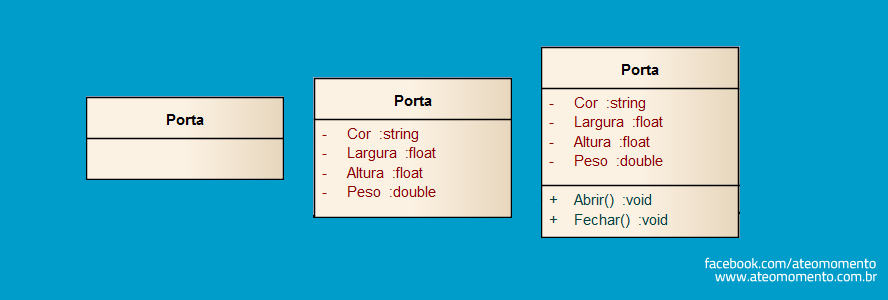 Porta
Porta
- Cor :string
- Largura :float
- Altura :float
- Peso :double
Porta
- Cor :string
- Largura :float
- Altura :float
- Peso :double
+ Abrir() :void
+ Fechar() :void
facebook.com/ateomomento
www.ateomomento.com.br